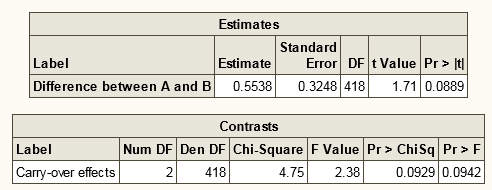 Estimates
Label Estimate Standard Error DF t Value Pr > |t|
Difference between A and B 0.5538 0.3248 418 1.71 0.0889
Contrasts
Label Num DF Den DF Chi-Square F Value Pr > ChiSq Pr > F
Carry-over effects 2 418 4.75 2.38 0.0929 0.0942